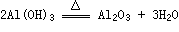 2Al(OH)₃ ══△══ Al₂O₃ + 3H₂O